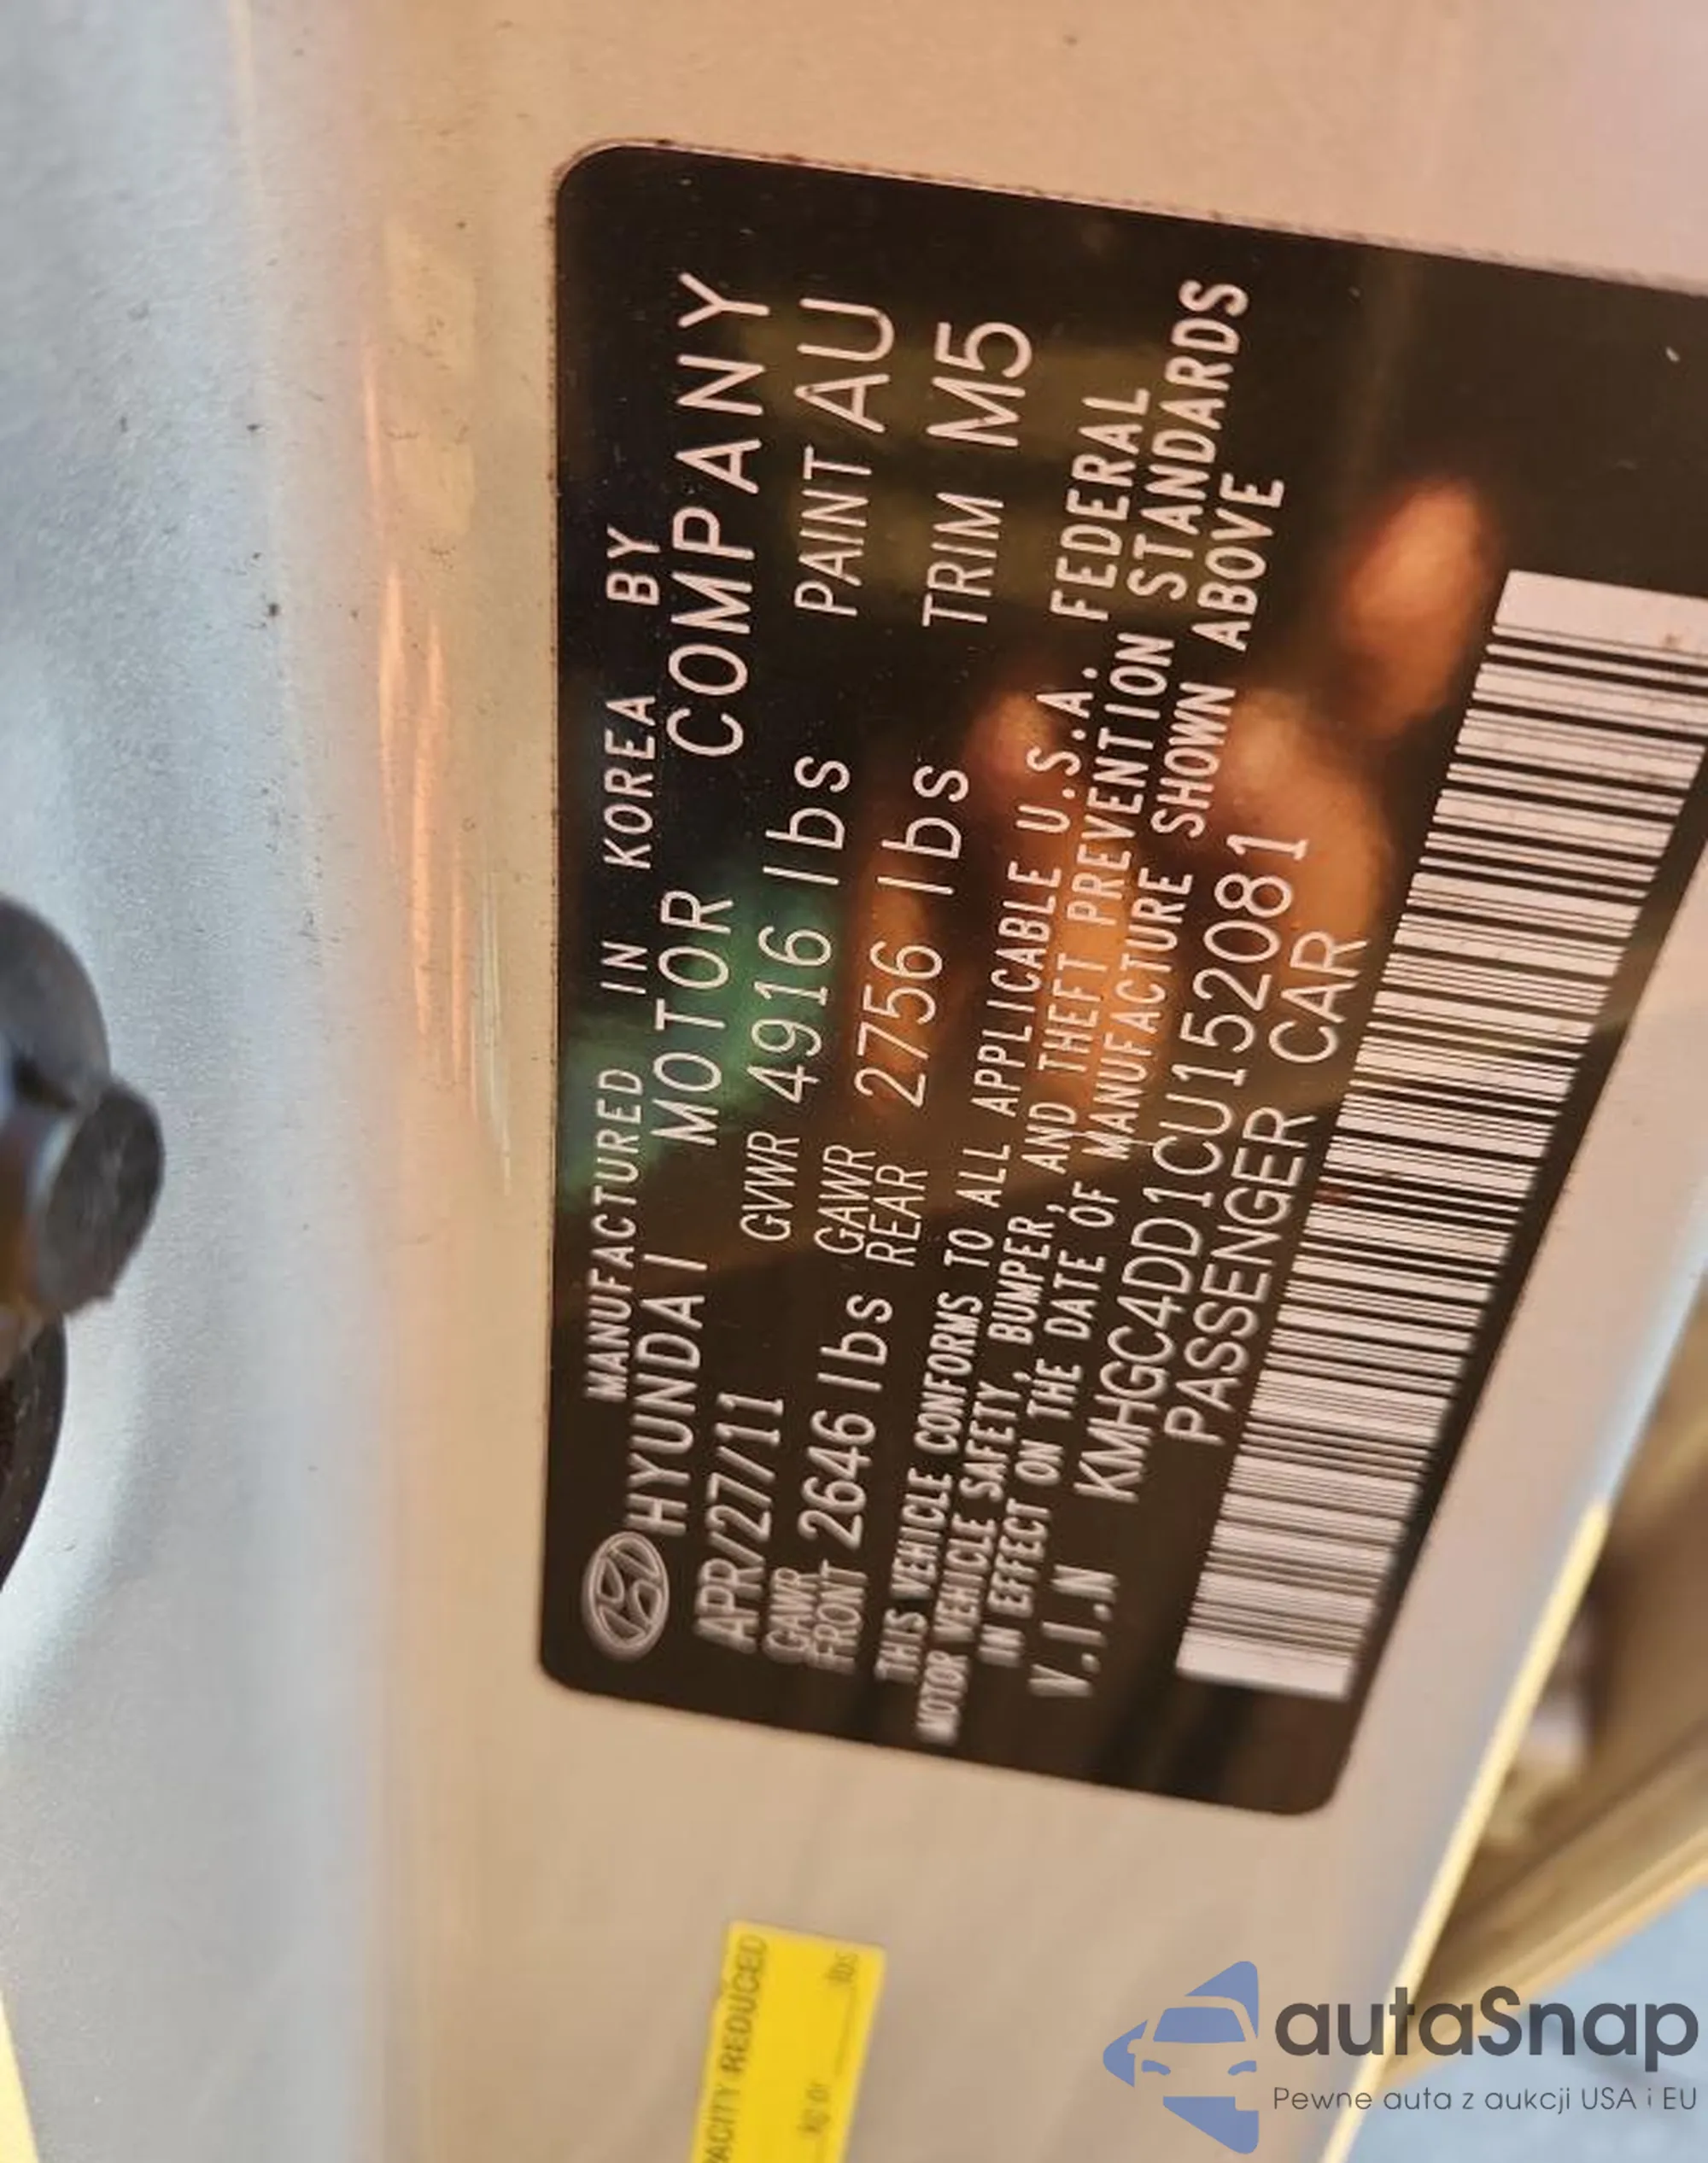 MANUFACTURED IN KOREA BY
HYUNDAI MOTOR COMPANY
APR/27/11 GVWR 4916 lbs PAINT AU
GAWR FRONT 2646 lbs GAWR REAR 2756 lbs TRIM M5
THIS VEHICLE CONFORMS TO ALL APPLICABLE U.S.A. FEDERAL
MOTOR VEHICLE SAFETY, BUMPER, AND THEFT PREVENTION STANDARDS
IN EFFECT ON THE DATE OF MANUFACTURE SHOWN ABOVE
V.I.N KMHGC4DD1CU152081
PASSENGER CAR
ACITY REDUCED
lbs
autaSnap
Pewne auta z aukcji USA i EU